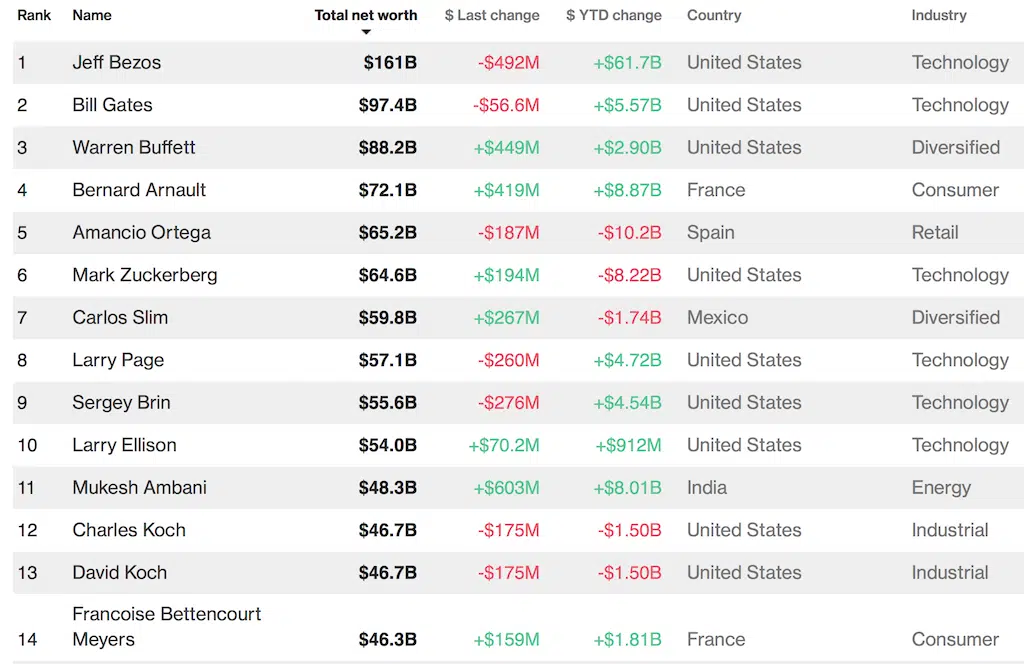 Rank Name Total net worth $ Last change $ YTD change Country Industry
1 Jeff Bezos $161B -$492M +$61.7B United States Technology
2 Bill Gates $97.4B -$56.6M +$5.57B United States Technology
3 Warren Buffett $88.2B +$449M +$2.90B United States Diversified
4 Bernard Arnault $72.1B +$419M +$8.87B France Consumer
5 Amancio Ortega $65.2B -$187M -$10.2B Spain Retail
6 Mark Zuckerberg $64.6B +$194M -$8.22B United States Technology
7 Carlos Slim $59.8B +$267M -$1.74B Mexico Diversified
8 Larry Page $57.1B -$260M +$4.72B United States Technology
9 Sergey Brin $55.6B -$276M +$4.54B United States Technology
10 Larry Ellison $54.0B +$70.2M +$912M United States Technology
11 Mukesh Ambani $48.3B +$603M +$8.01B India Energy
12 Charles Koch $46.7B -$175M -$1.50B United States Industrial
13 David Koch $46.7B -$175M -$1.50B United States Industrial
Francoise Bettencourt
14 Meyers $46.3B +$159M +$1.81B France Consumer